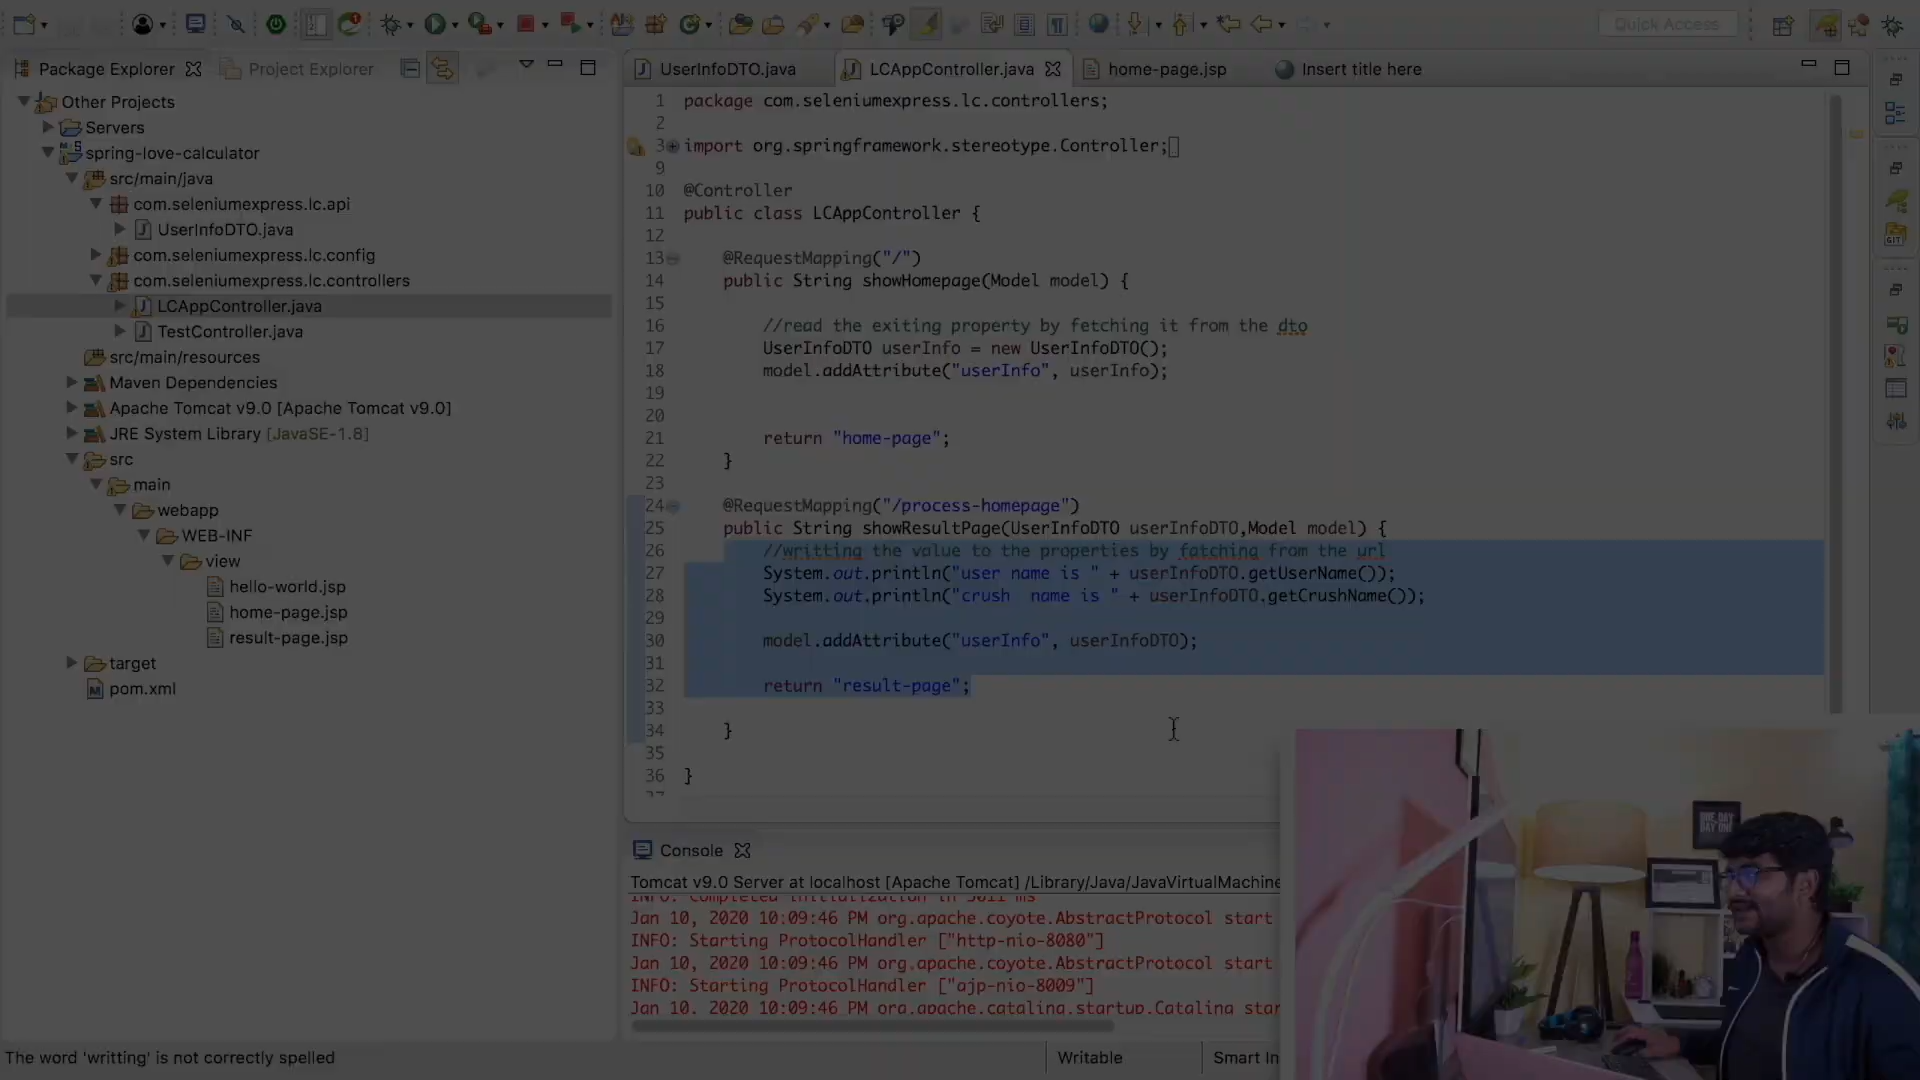 Quick Access
Package Explorer
Project Explorer
Other Projects
Servers
spring-love-calculator
src/main/java
com.seleniumexpress.lc.api
UserInfoDTO.java
com.seleniumexpress.lc.config
com.seleniumexpress.lc.controllers
LCAppController.java
TestController.java
src/main/resources
Maven Dependencies
Apache Tomcat v9.0 [Apache Tomcat v9.0]
JRE System Library [JavaSE-1.8]
src
main
webapp
WEB-INF
view
hello-world.jsp
home-page.jsp
result-page.jsp
target
pom.xml
UserInfoDTO.java
LCAppController.java
home-page.jsp
Insert title here
1 package com.seleniumexpress.lc.controllers;
2
3 import org.springframework.stereotype.Controller;
9
10 @Controller
11 public class LCAppController {
12
13 @RequestMapping("/")
14 public String showHomepage(Model model) {
15
16 //read the exiting property by fetching it from the dto
17 UserInfoDTO userInfo = new UserInfoDTO();
18 model.addAttribute("userInfo", userInfo);
19
20
21 return "home-page";
22 }
23
24 @RequestMapping("/process-homepage")
25 public String showResultPage(UserInfoDTO userInfoDTO,Model model) {
26 //writting the value to the properties by fatching from the url
27 System.out.println("user name is " + userInfoDTO.getUserName());
28 System.out.println("crush  name is " + userInfoDTO.getCrushName());
29
30 model.addAttribute("userInfo", userInfoDTO);
31
32 return "result-page";
33
34 }
35
36 }
Console
Tomcat v9.0 Server at localhost [Apache Tomcat] /Library/Java/JavaVirtualMachine
INFO: Completed initialization in 3011 ms
Jan 10, 2020 10:09:46 PM org.apache.coyote.AbstractProtocol start
INFO: Starting ProtocolHandler ["http-nio-8080"]
Jan 10, 2020 10:09:46 PM org.apache.coyote.AbstractProtocol start
INFO: Starting ProtocolHandler ["ajp-nio-8009"]
Jan 10, 2020 10:09:46 PM org.apache.catalina.startup.Catalina star
The word 'writting' is not correctly spelled
Writable
Smart In
ONE DAY
DAY ONE